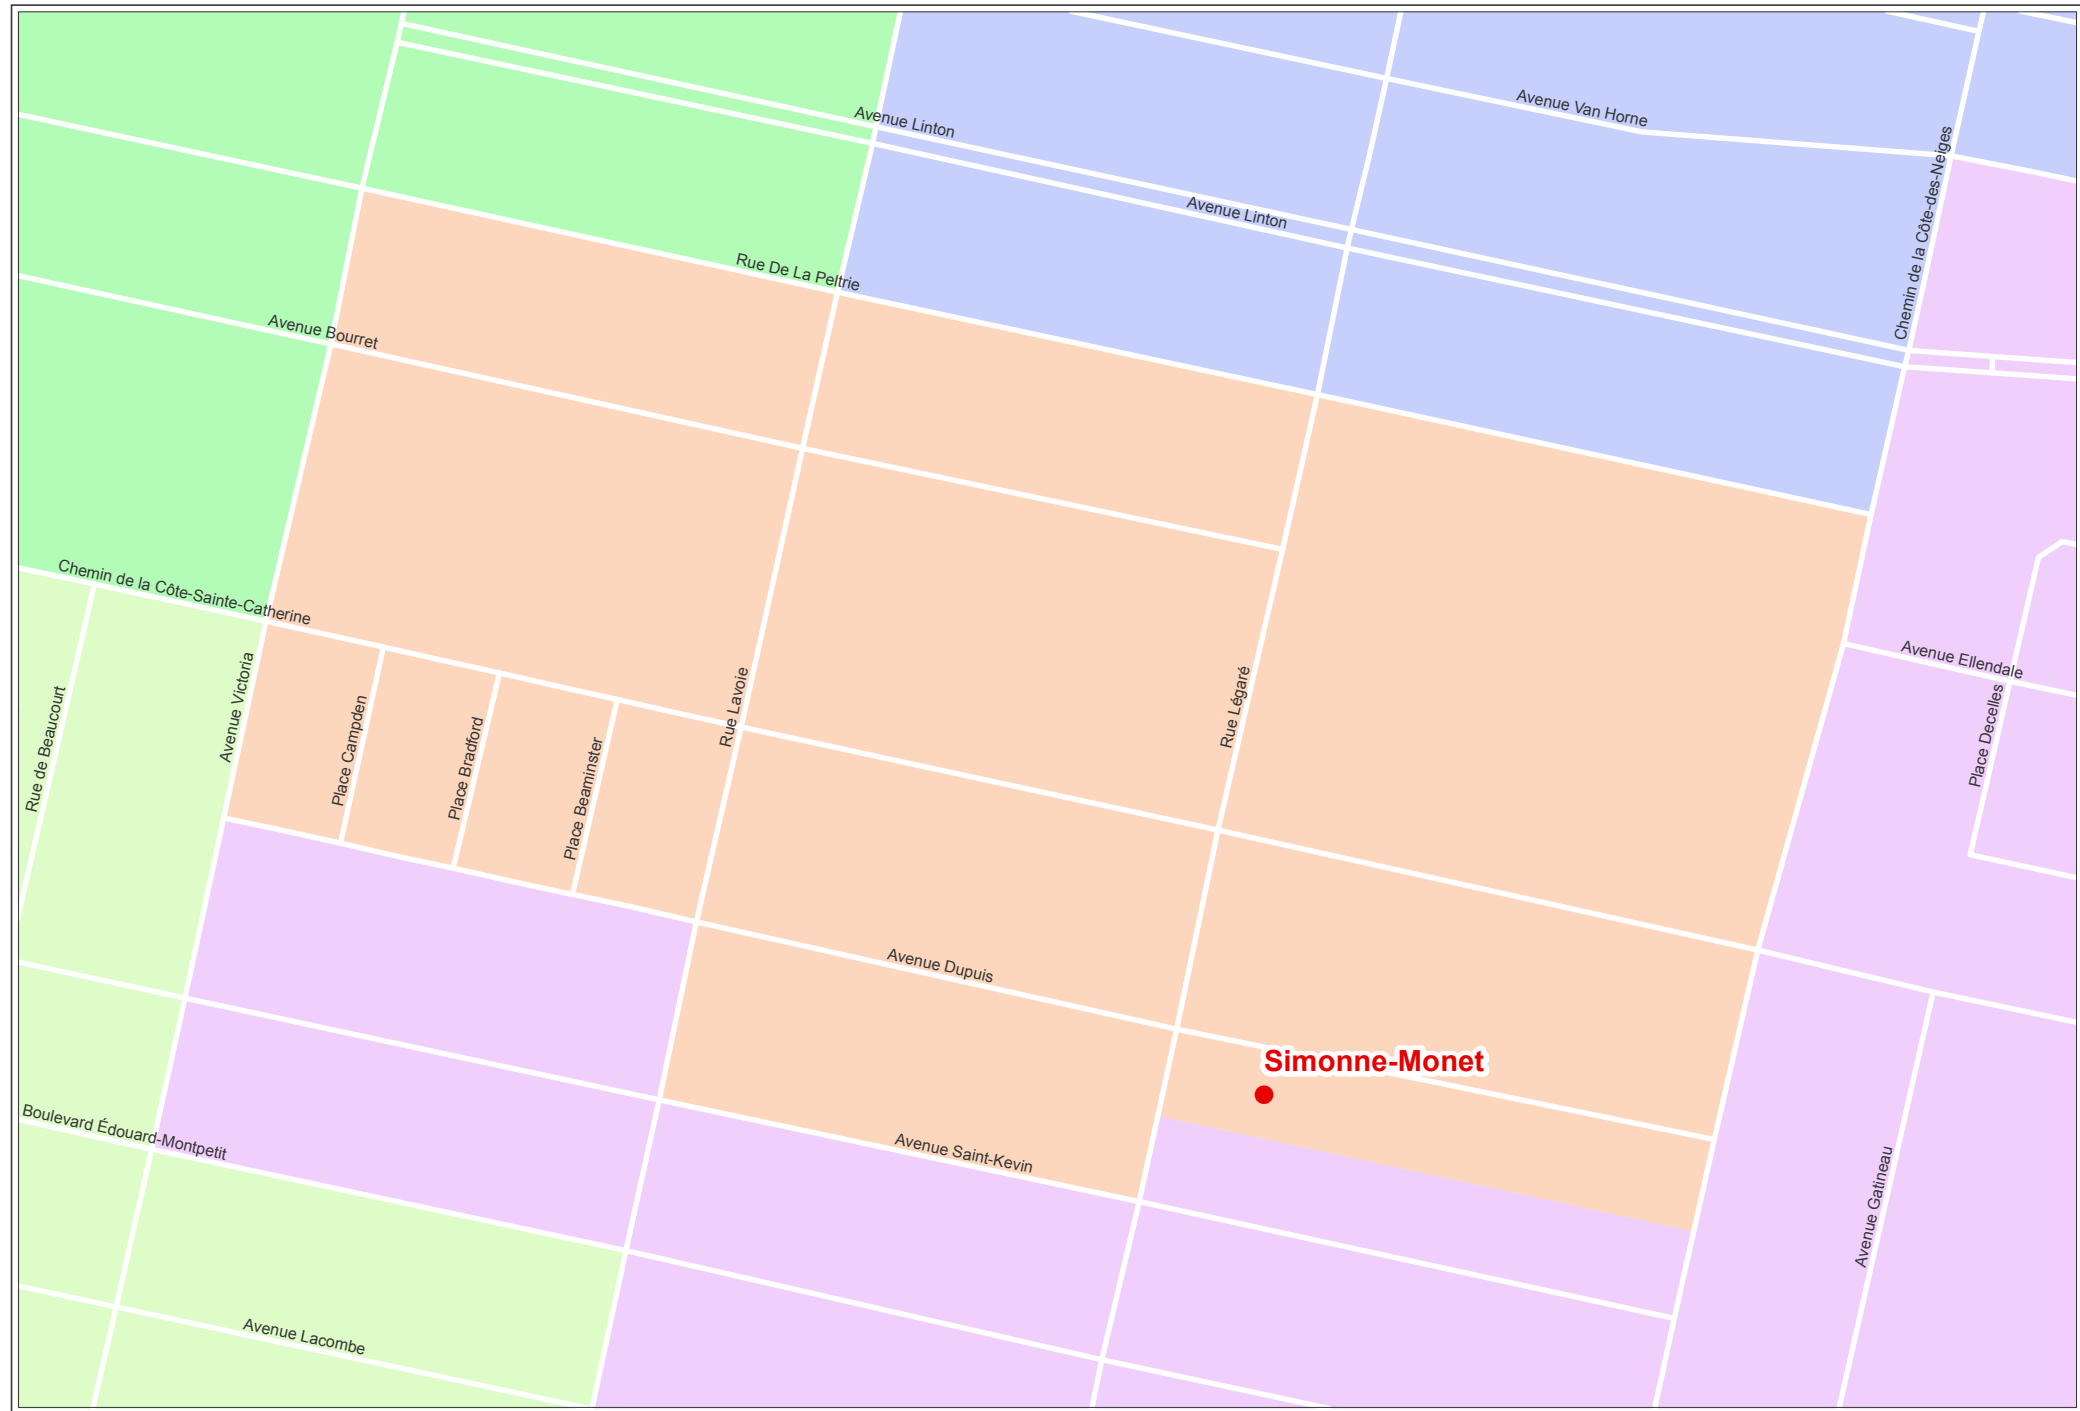 Avenue Van Horne
Avenue Linton
Chemin de la Côte-des-Neiges
Avenue Linton
Rue De La Peltrie
Avenue Bourret
Chemin de la Côte-Sainte-Catherine
Avenue Ellendale
Avenue Victoria
Rue de Beaucourt
Place Campden
Place Bradford
Place Beaminster
Rue Lavoie
Rue Légaré
Place Decelles
Avenue Dupuis
Simonne-Monet
Boulevard Édouard-Montpetit
Avenue Saint-Kevin
Avenue Gatineau
Avenue Lacombe